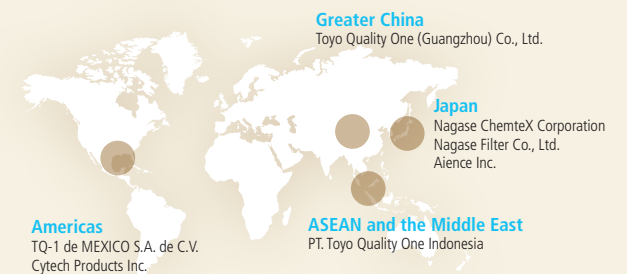 Greater China
Toyo Quality One (Guangzhou) Co., Ltd.
Japan
Nagase ChemteX Corporation
Nagase Filter Co., Ltd.
Aience Inc.
Americas
TQ-1 de MEXICO S.A. de C.V.
Cytech Products Inc.
ASEAN and the Middle East
PT. Toyo Quality One Indonesia